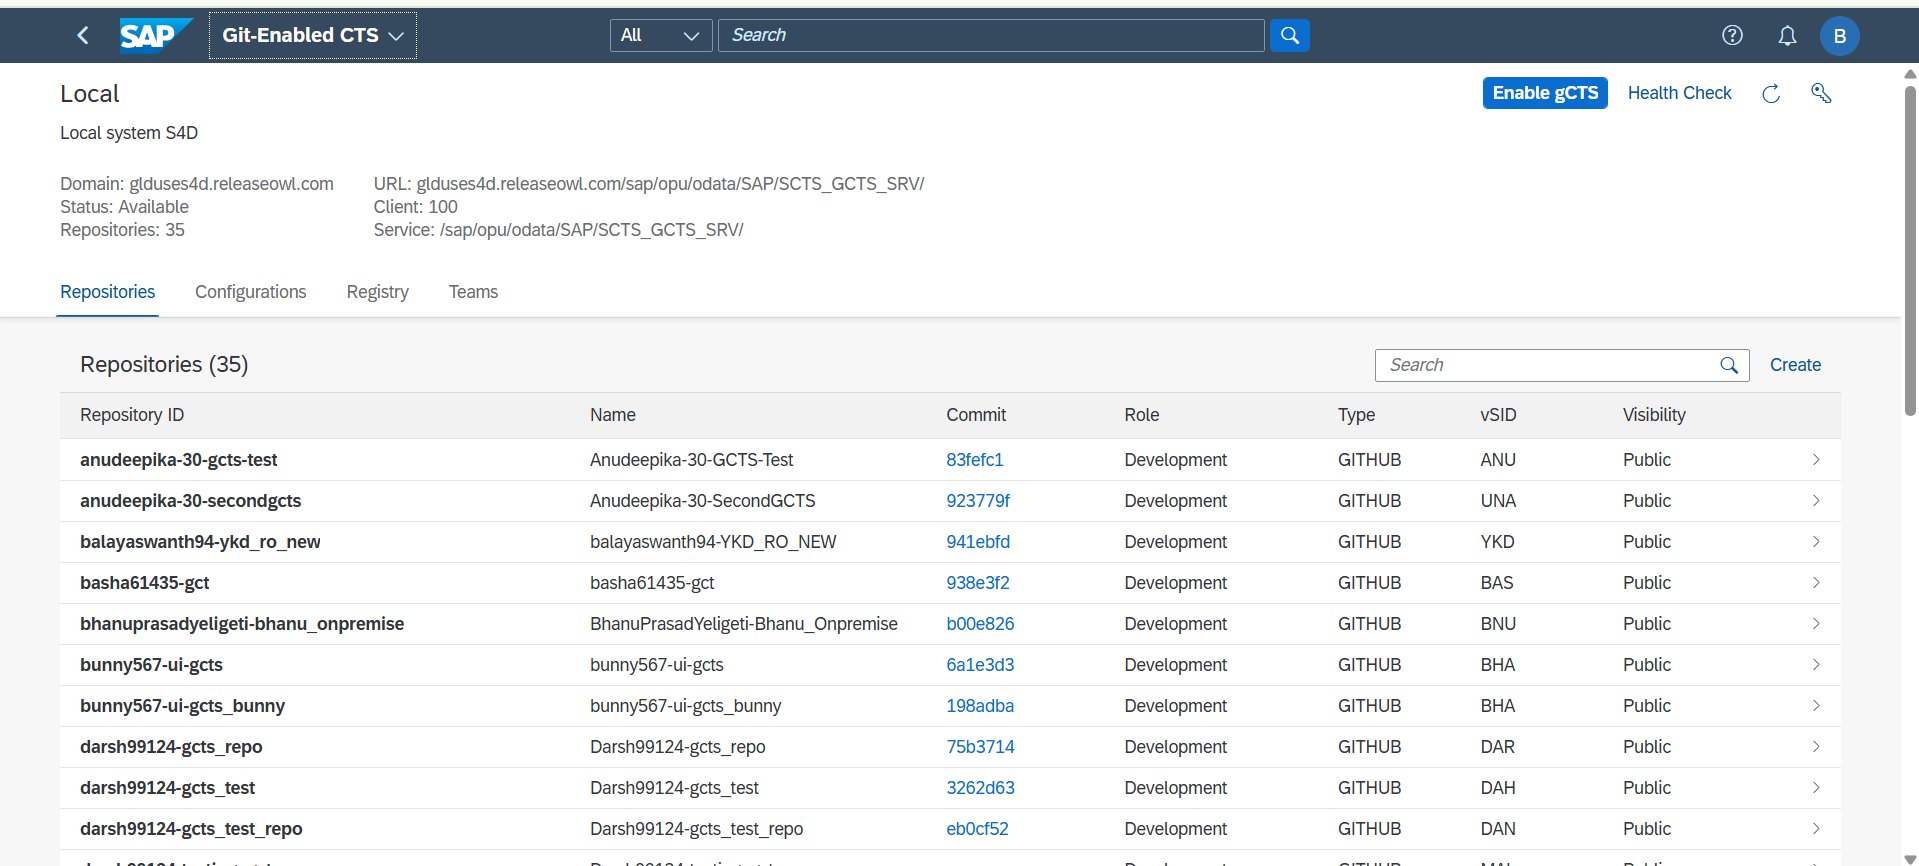 SAP Git-Enabled CTS All Search B
Local Enable gCTS Health Check
Local system S4D
Domain: glduses4d.releaseowl.com URL: glduses4d.releaseowl.com/sap/opu/odata/SAP/SCTS_GCTS_SRV/
Status: Available Client: 100
Repositories: 35 Service: /sap/opu/odata/SAP/SCTS_GCTS_SRV/
Repositories Configurations Registry Teams
Repositories (35) Search Create
Repository ID Name Commit Role Type vSID Visibility
anudeepika-30-gcts-test Anudeepika-30-GCTS-Test 83fefc1 Development GITHUB ANU Public
anudeepika-30-secondgcts Anudeepika-30-SecondGCTS 923779f Development GITHUB UNA Public
balayaswanth94-ykd_ro_new balayaswanth94-YKD_RO_NEW 941ebfd Development GITHUB YKD Public
basha61435-gct basha61435-gct 938e3f2 Development GITHUB BAS Public
bhanuprasadyeligeti-bhanu_onpremise BhanuPrasadYeligeti-Bhanu_Onpremise b00e826 Development GITHUB BNU Public
bunny567-ui-gcts bunny567-ui-gcts 6a1e3d3 Development GITHUB BHA Public
bunny567-ui-gcts_bunny bunny567-ui-gcts_bunny 198adba Development GITHUB BHA Public
darsh99124-gcts_repo Darsh99124-gcts_repo 75b3714 Development GITHUB DAR Public
darsh99124-gcts_test Darsh99124-gcts_test 3262d63 Development GITHUB DAH Public
darsh99124-gcts_test_repo Darsh99124-gcts_test_repo eb0cf52 Development GITHUB DAN Public